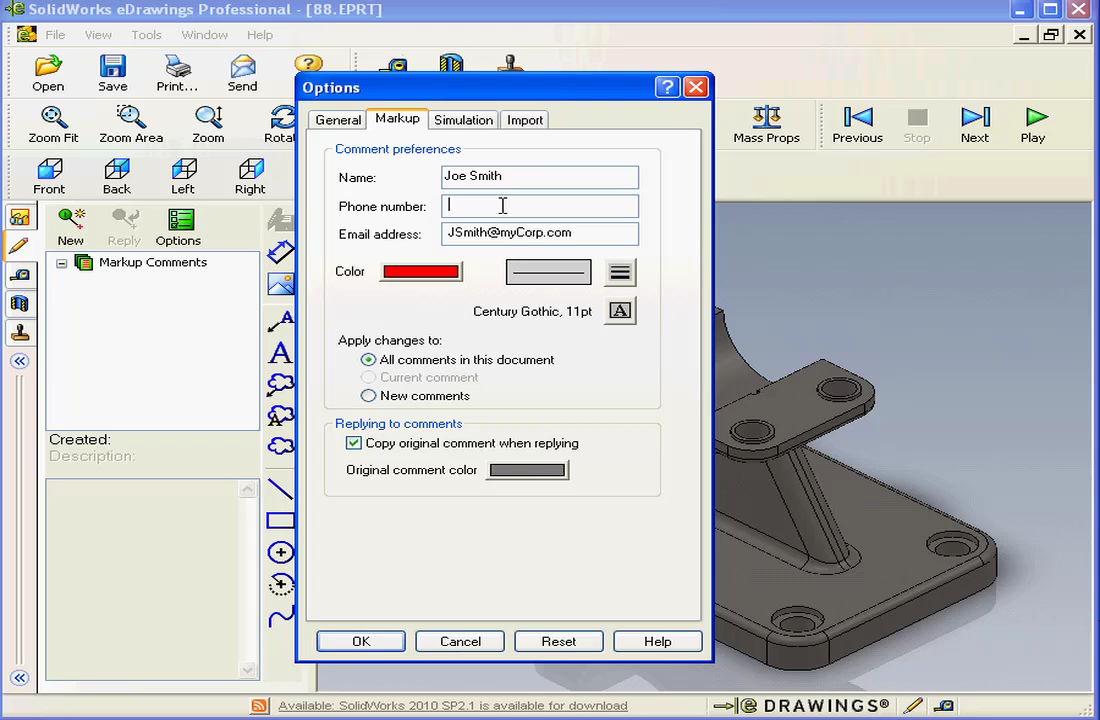 SolidWorks eDrawings Professional - [88.EPRT]
File View Tools Window Help
Open Save Print... Send
Zoom Fit Zoom Area Zoom Mass Props Previous Stop Next Play
Front Back Left Right
New Reply Options
Markup Comments
Created:
Description:
Options
General Markup Simulation Import
Comment preferences
Name: Joe Smith
Phone number:
Email address: JSmith@myCorp.com
Color
Century Gothic, 11pt A
Apply changes to:
All comments in this document
Current comment
New comments
Replying to comments
Copy original comment when replying
Original comment color
OK Cancel Reset Help
Available: SolidWorks 2010 SP2.1 is available for download
e DRAWINGS®